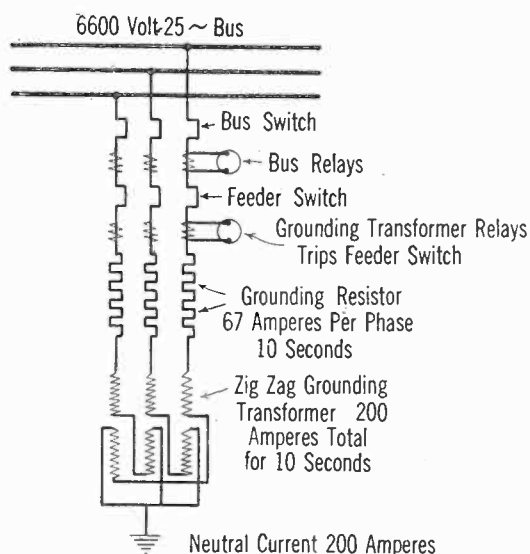 6600 Volt-25 ~ Bus
Bus Switch
Bus Relays
Feeder Switch
Grounding Transformer Relays
Trips Feeder Switch
Grounding Resistor
67 Amperes Per Phase
10 Seconds
Zig Zag Grounding
Transformer 200
Amperes Total
for 10 Seconds
Neutral Current 200 Amperes